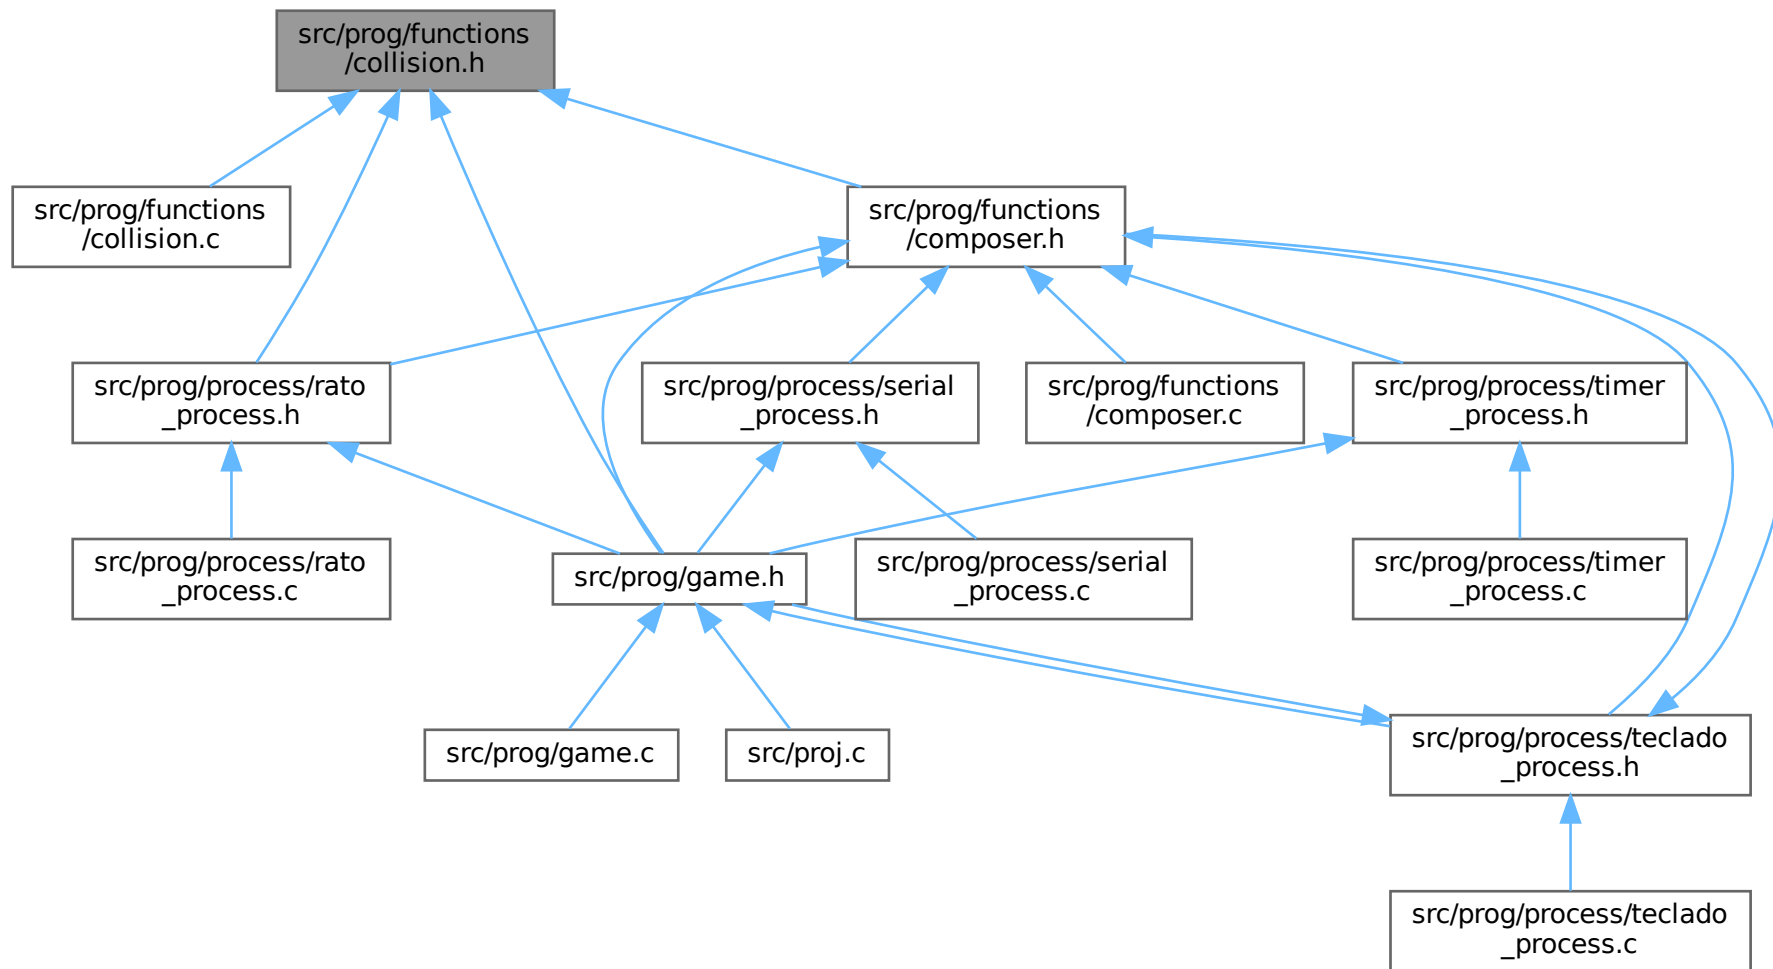 src/prog/functions
/collision.h
src/prog/functions
/collision.c
src/prog/functions
/composer.h
src/prog/process/rato
_process.h
src/prog/process/serial
_process.h
src/prog/functions
/composer.c
src/prog/process/timer
_process.h
src/prog/process/rato
_process.c
src/prog/game.h
src/prog/process/serial
_process.c
src/prog/process/timer
_process.c
src/prog/game.c
src/proj.c
src/prog/process/teclado
_process.h
src/prog/process/teclado
_process.c